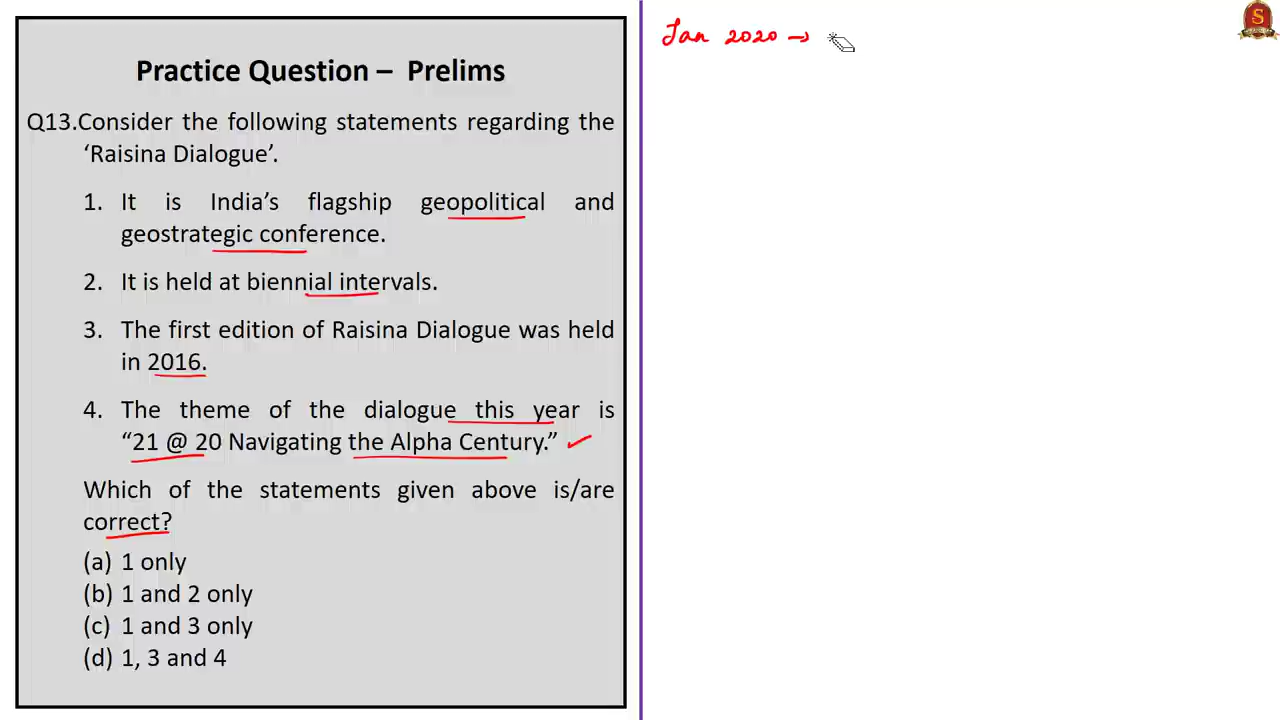 Practice Question – Prelims
Q13.Consider the following statements regarding the
‘Raisina Dialogue’.
1. It is India’s flagship geopolitical and
geostrategic conference.
2. It is held at biennial intervals.
3. The first edition of Raisina Dialogue was held
in 2016.
4. The theme of the dialogue this year is
“21 @ 20 Navigating the Alpha Century.”
Which of the statements given above is/are
correct?
(a) 1 only
(b) 1 and 2 only
(c) 1 and 3 only
(d) 1, 3 and 4
Jan 2020 →
S